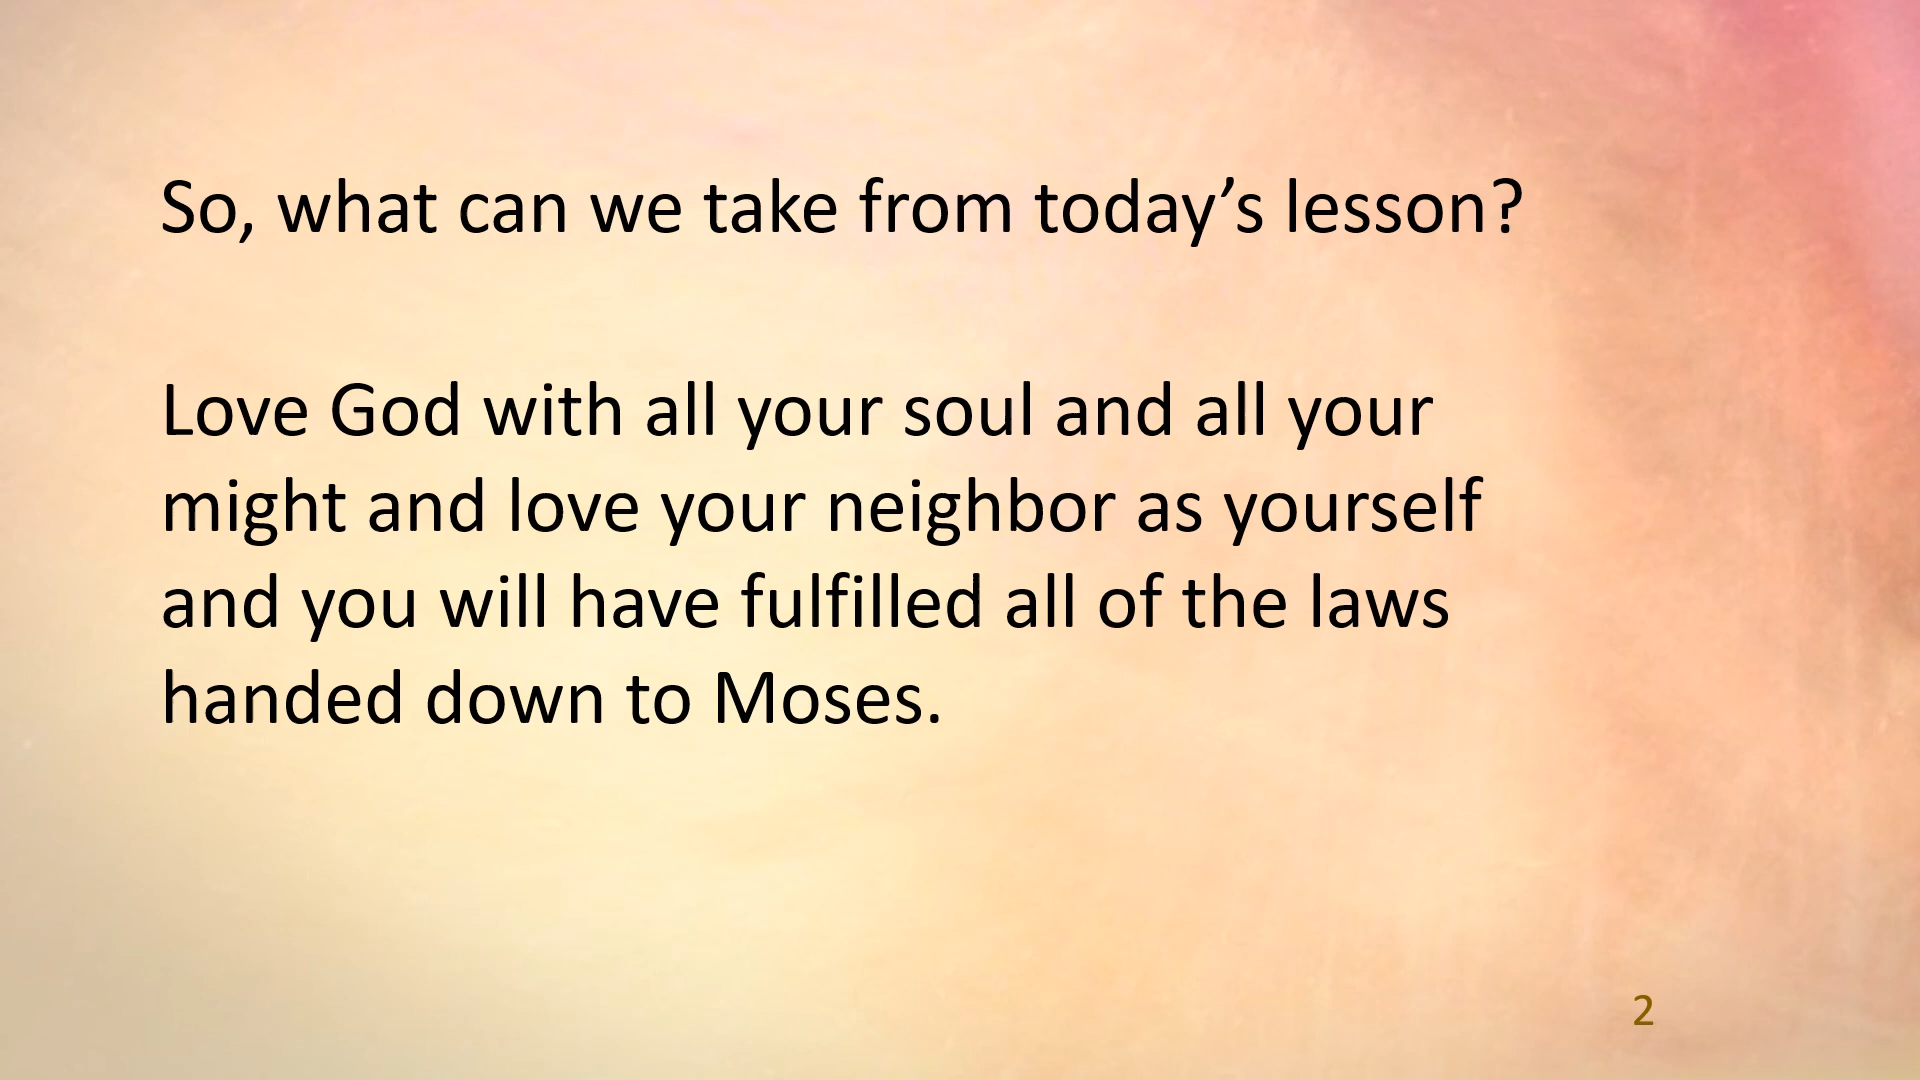 So, what can we take from today’s lesson?
Love God with all your soul and all your
might and love your neighbor as yourself
and you will have fulfilled all of the laws
handed down to Moses.
2